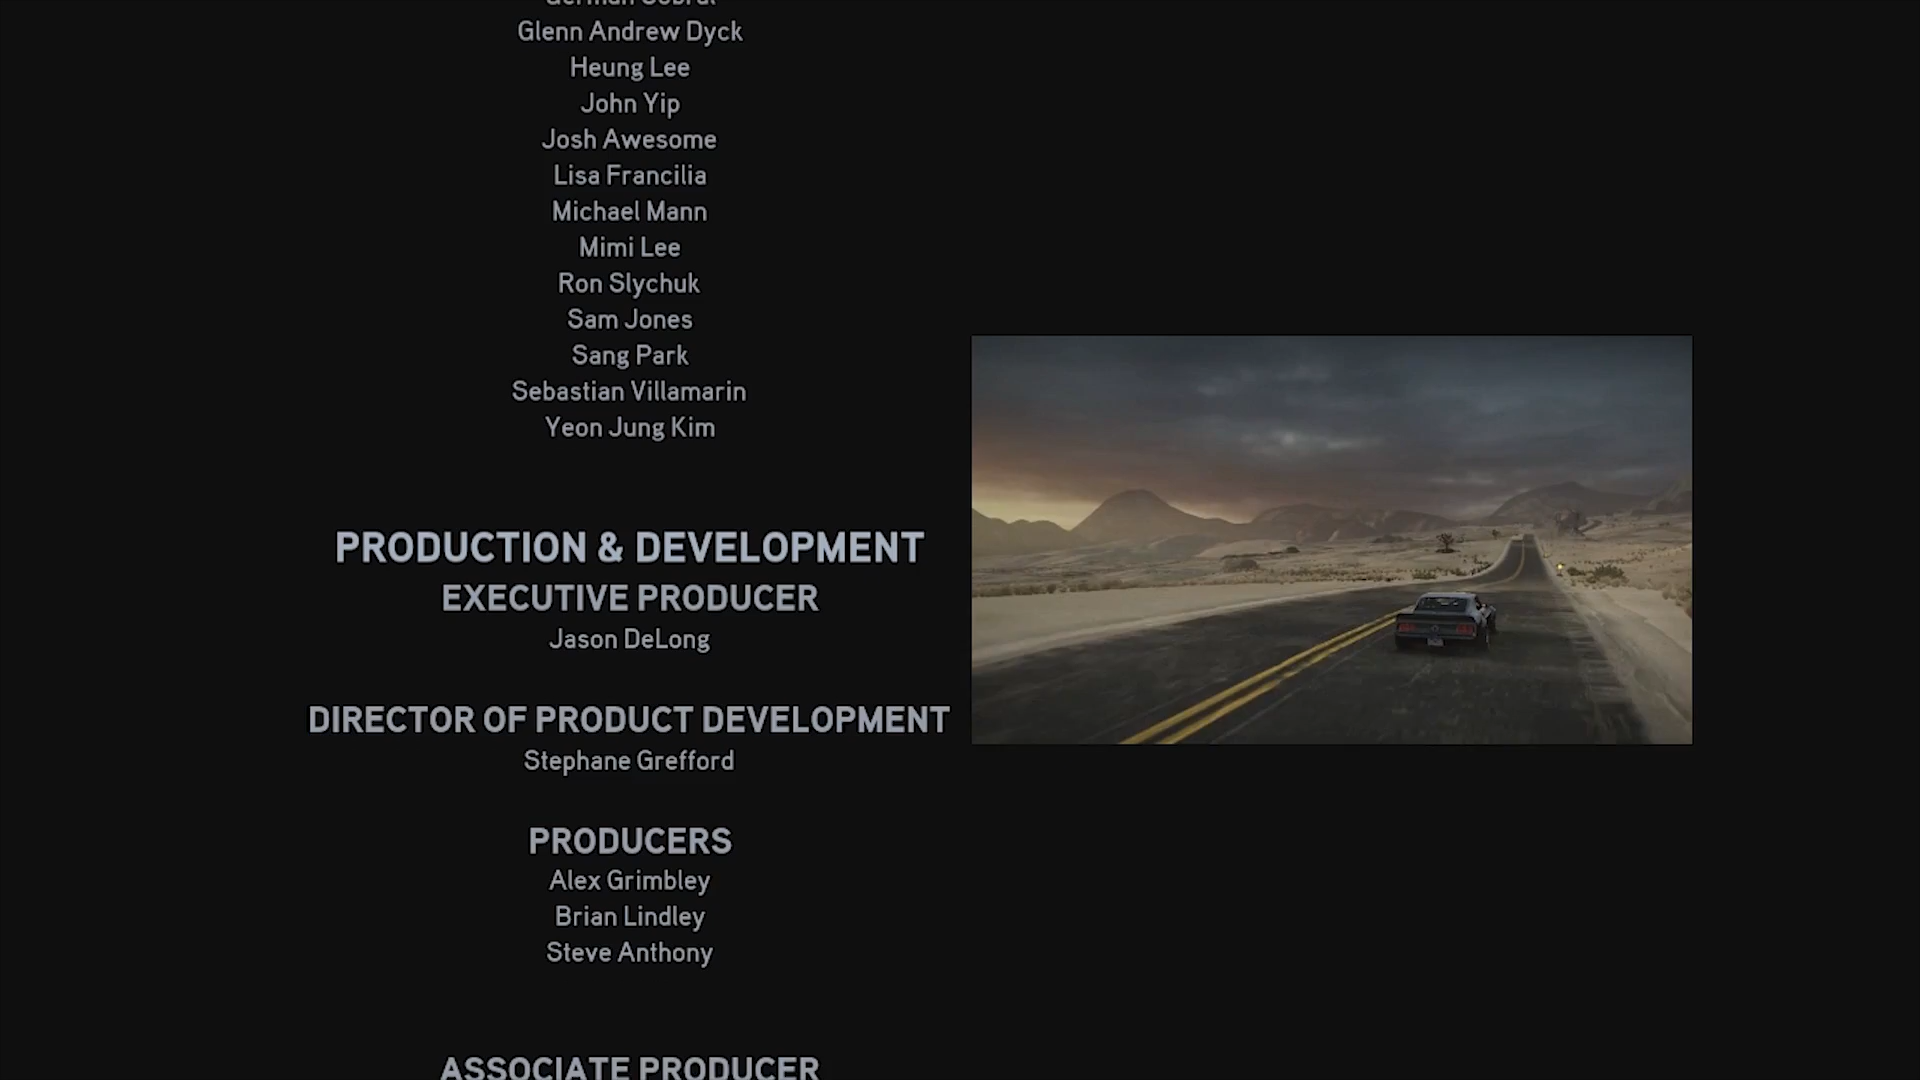 German Sobral
Glenn Andrew Dyck
Heung Lee
John Yip
Josh Awesome
Lisa Francilia
Michael Mann
Mimi Lee
Ron Slychuk
Sam Jones
Sang Park
Sebastian Villamarin
Yeon Jung Kim
PRODUCTION & DEVELOPMENT
EXECUTIVE PRODUCER
Jason DeLong
DIRECTOR OF PRODUCT DEVELOPMENT
Stephane Grefford
PRODUCERS
Alex Grimbley
Brian Lindley
Steve Anthony
ASSOCIATE PRODUCER